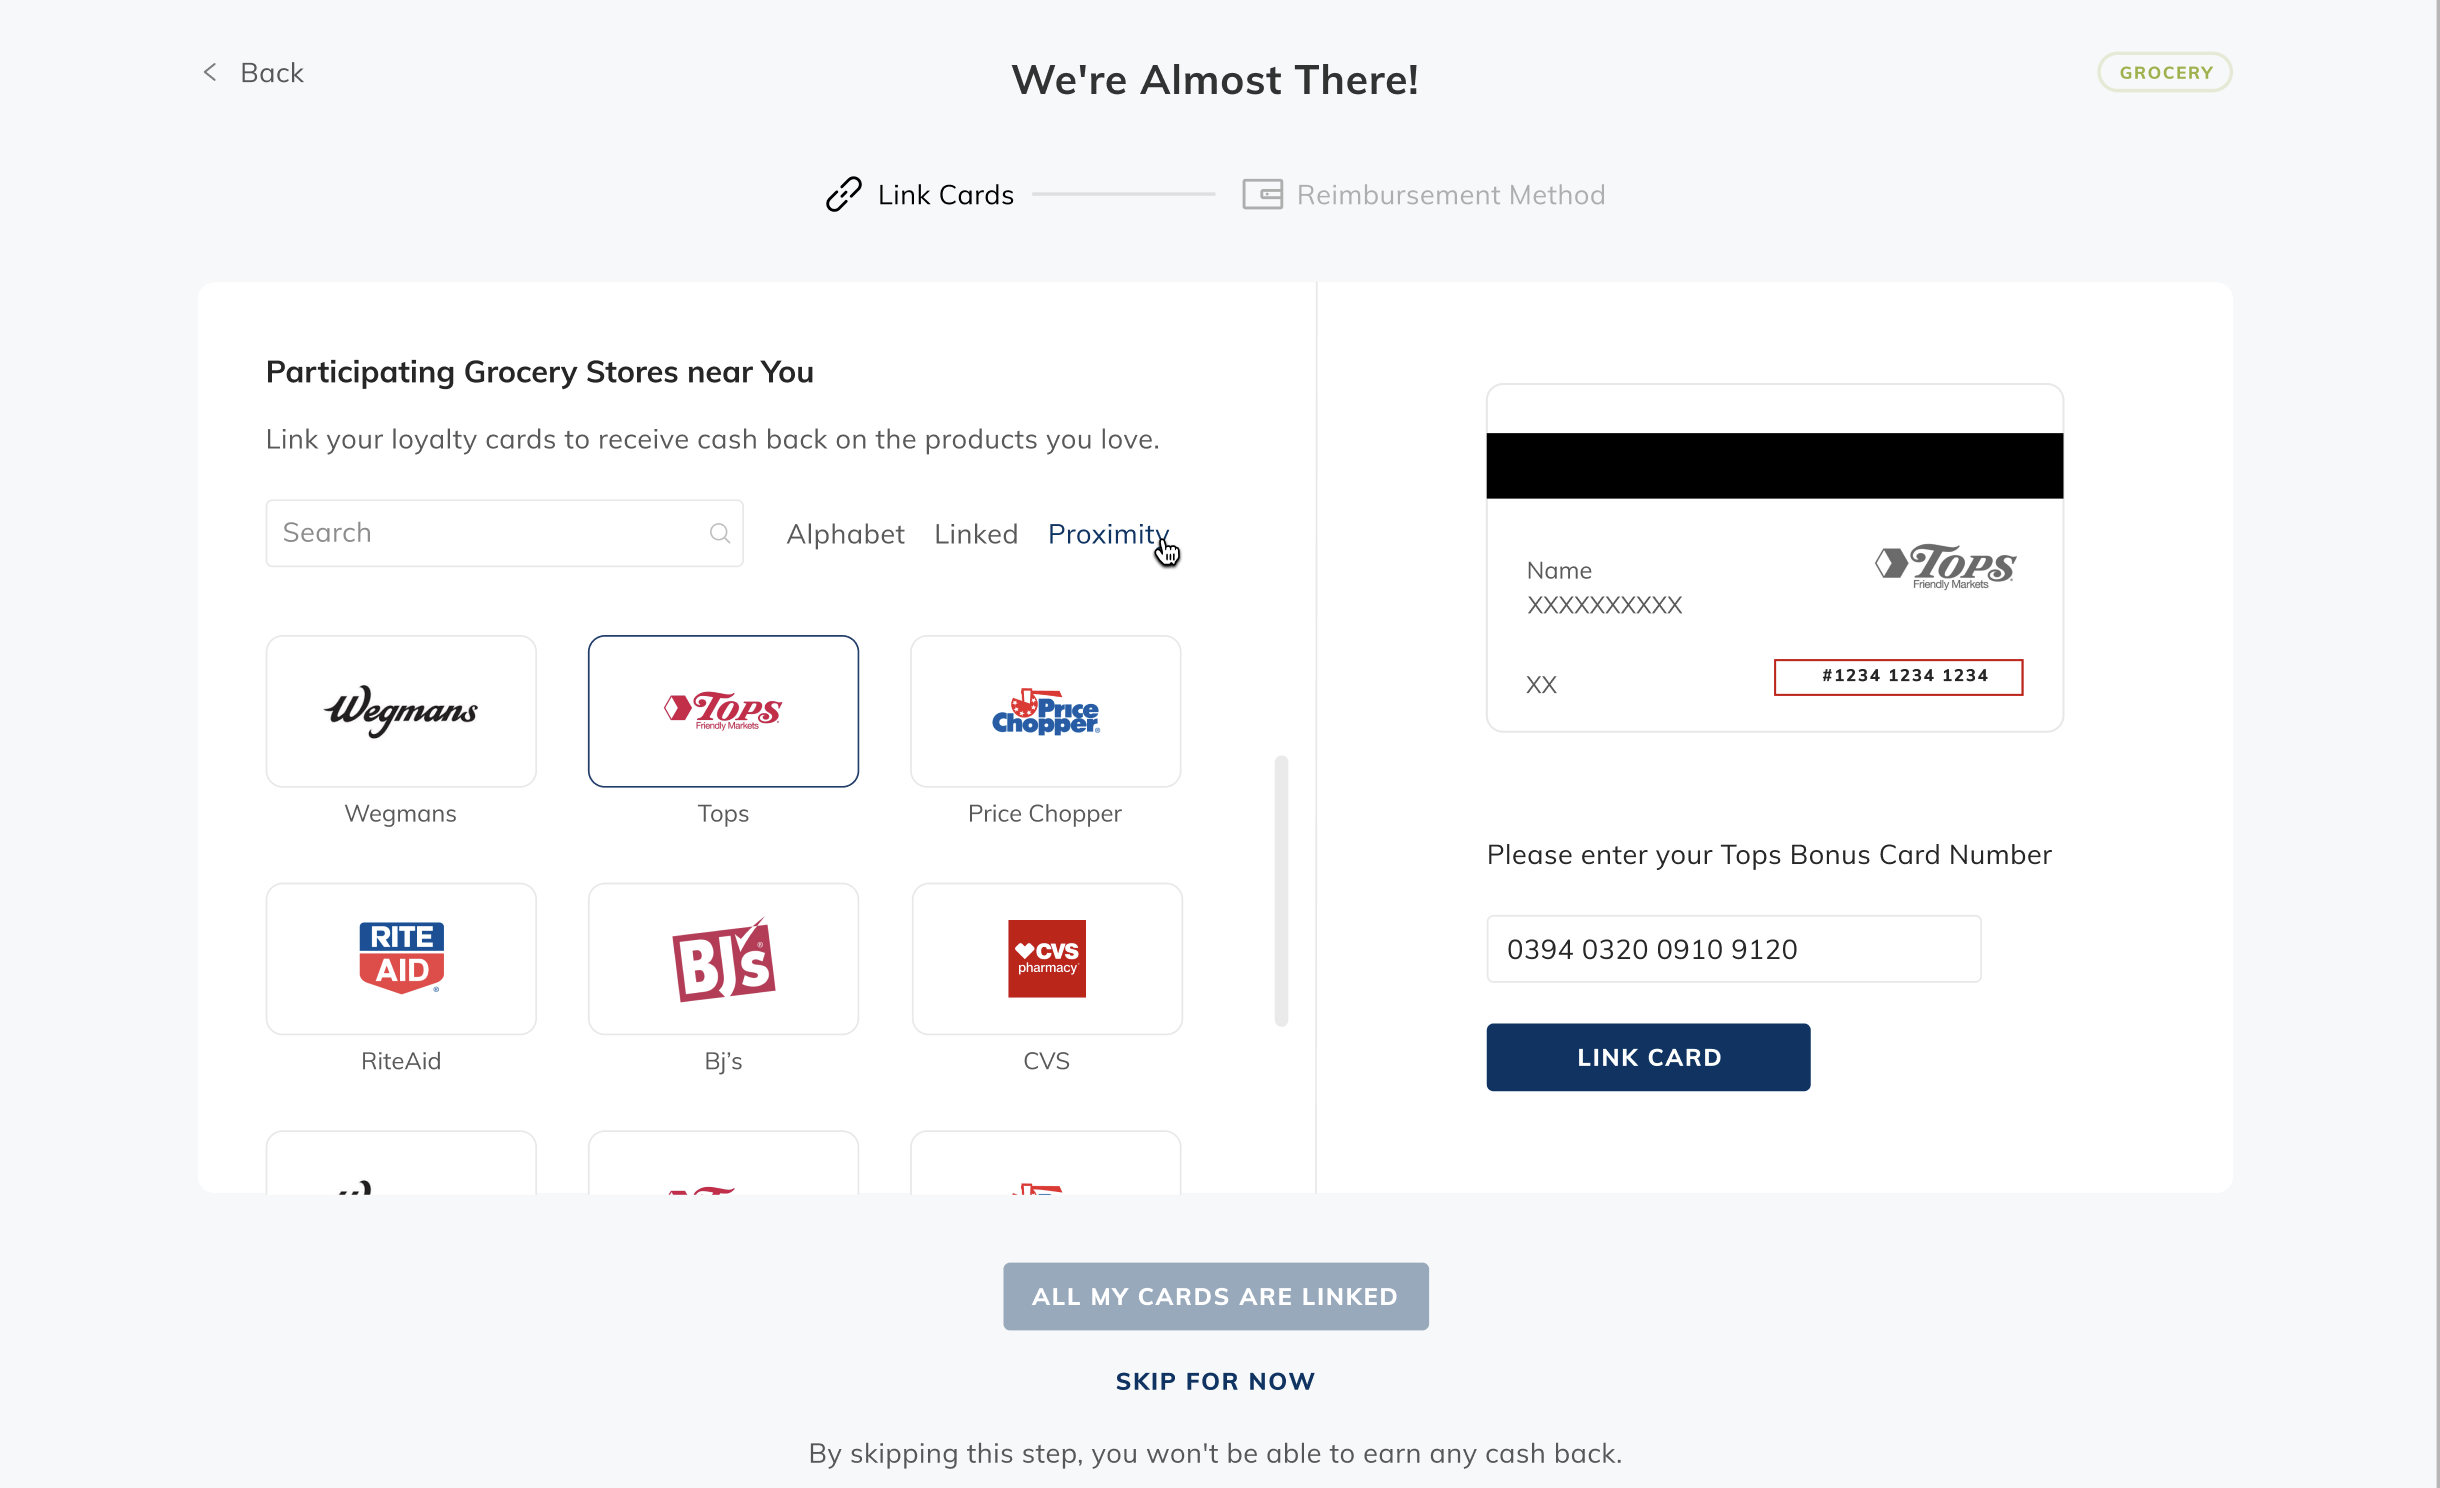 Back
We're Almost There!
GROCERY
Link Cards
Reimbursement Method
Participating Grocery Stores near You
Link your loyalty cards to receive cash back on the products you love.
Search
Alphabet Linked Proximity
Wegmans
Tops
Friendly Markets
Price
Chopper®
Wegmans
Tops
Price Chopper
RITE
AID
®
BJ's
®
CVS
pharmacy
RiteAid
Bj’s
CVS
Name
XXXXXXXXXX
Tops
Friendly Markets
XX
#1234 1234 1234
Please enter your Tops Bonus Card Number
0394 0320 0910 9120
LINK CARD
ALL MY CARDS ARE LINKED
SKIP FOR NOW
By skipping this step, you won't be able to earn any cash back.